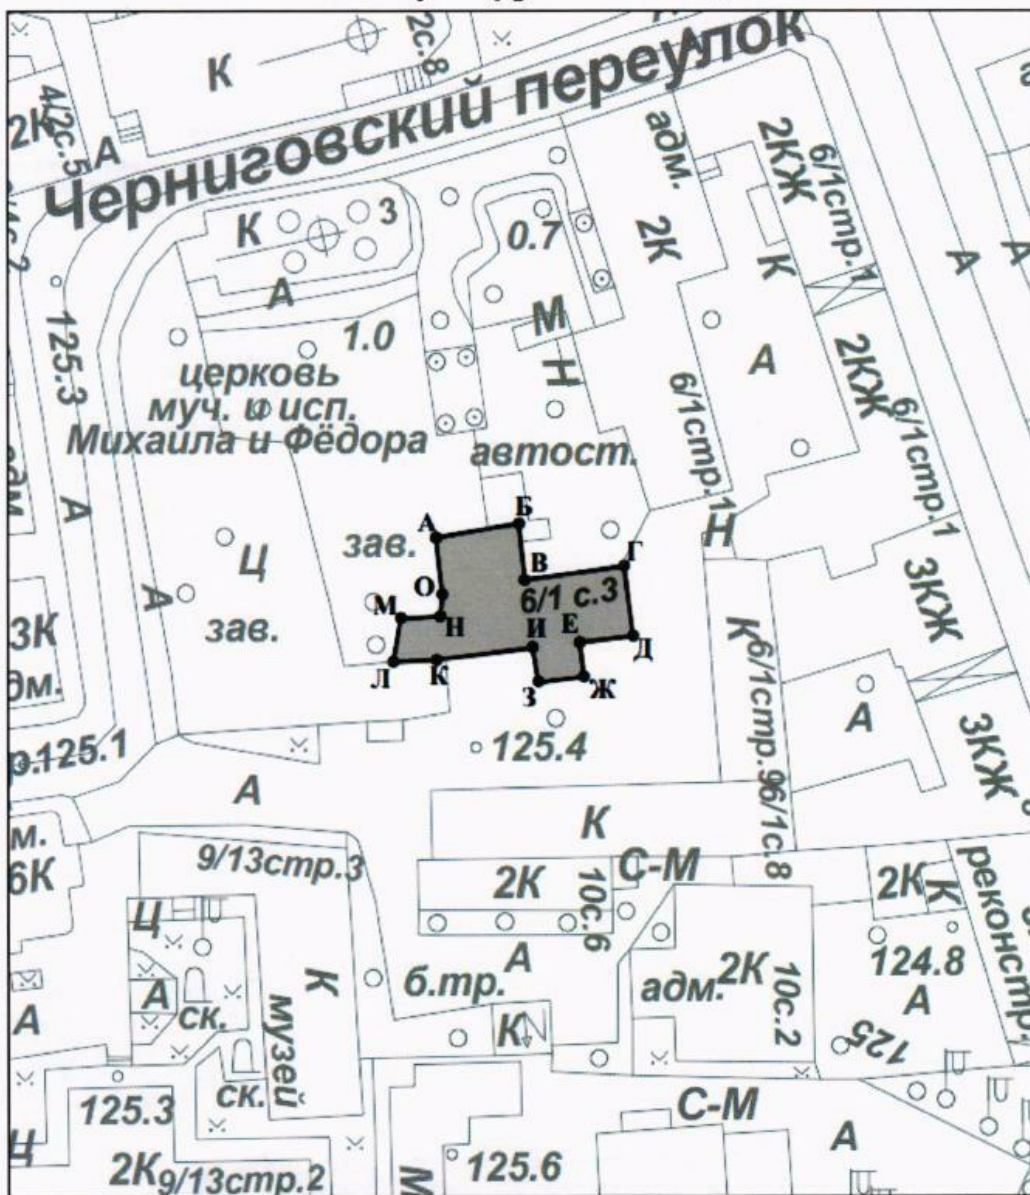 К
2с.8
А
2К
4/2с.5
А
Черниговский переулок
адм.
2КЖ
6/1стр.1
К
3
0.7
2К
К
А
А
А
М
Н
125.3
1.0
церковь
муч. и исп.
Михаила и Фёдора
А
2КЖ
6/1стр.1
6/1стр.1
автост.
А
Н
зав.
Ц
зав.
А
А Б В Г Д Е Ж З И К Л М Н О
6/1 с.3
3КЖ
3К
К
6/1стр.9
6/1с.8
А
3КЖ
125.1
125.4
А
К
м.
6К
9/13стр.3
2К
10с.6
С-М
2К
К
реконстр.
Ц
А
ск.
К
музей
б.тр.
А
адм.
2К
10с.2
124.8
А
125
А
К
ск.
125.3
С-М
А
Ц
2К
9/13стр.2
М
125.6